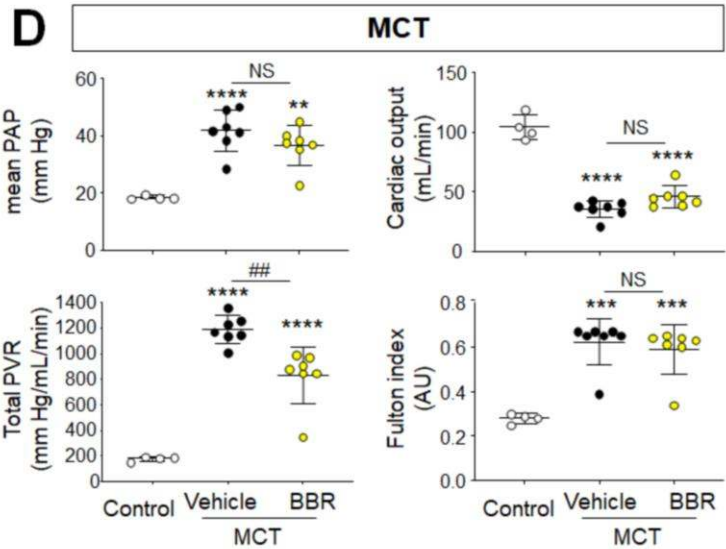 D
MCT
mean PAP
(mm Hg)
60
40
20
0
****
NS
**
Cardiac output
(mL/min)
150
100
50
0
****
NS
****
Total PVR
(mm Hg/mL/min)
1400
1200
1000
800
600
400
200
0
****
##
****
Control
Vehicle
BBR
MCT
Fulton index
(AU)
0.8
0.6
0.4
0.2
0.0
***
NS
***
Control
Vehicle
BBR
MCT